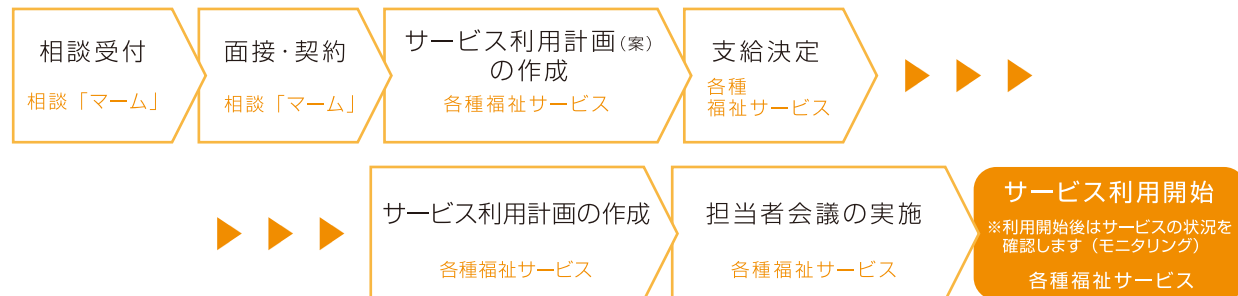 相談受付
相談「マーム」
面接・契約
相談「マーム」
サービス利用計画(案)
の作成
各種福祉サービス
支給決定
各種
福祉サービス
サービス利用計画の作成
各種福祉サービス
担当者会議の実施
各種福祉サービス
サービス利用開始
※利用開始後はサービスの状況を
確認します（モニタリング）
各種福祉サービス